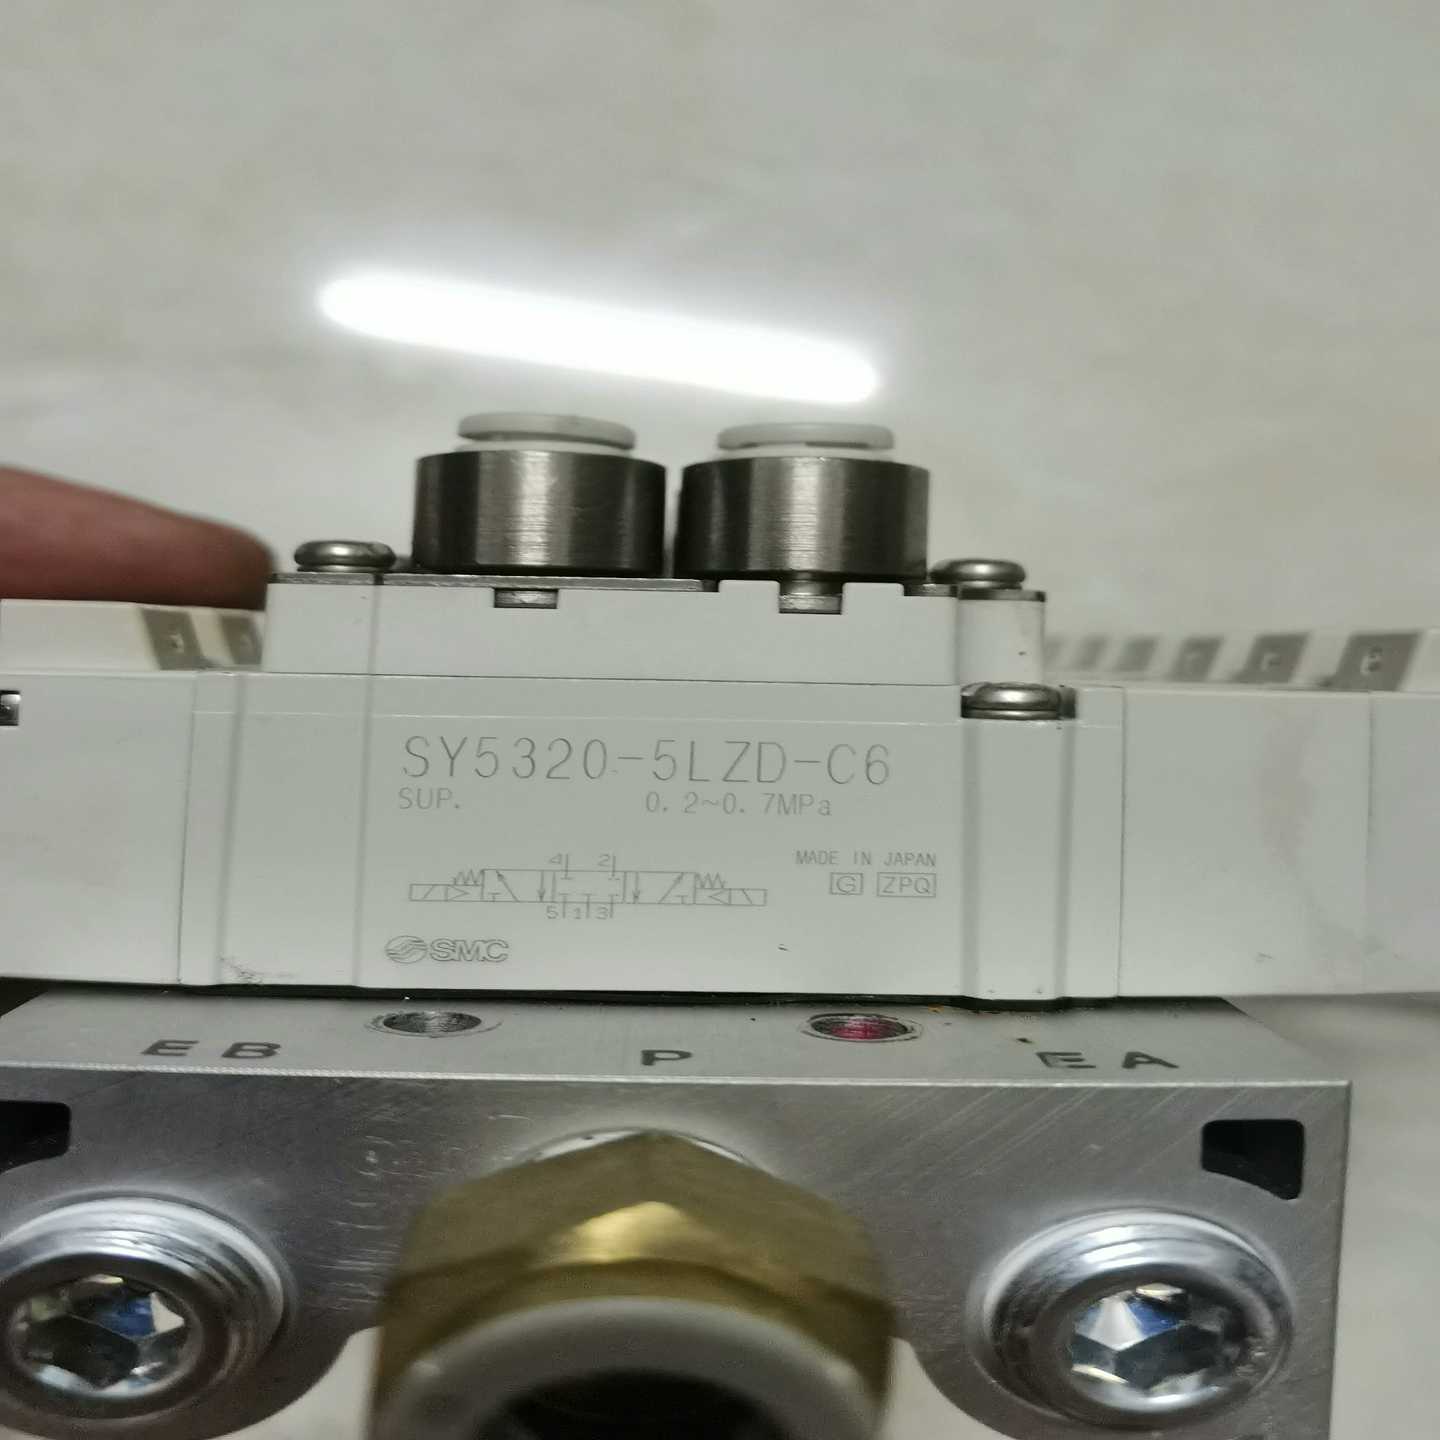 SY5320-5LZD-C6
SUP. 0.2~0.7MPa
4 2
5 1 3
MADE IN JAPAN
G ZPQ
SMC
EB P EA